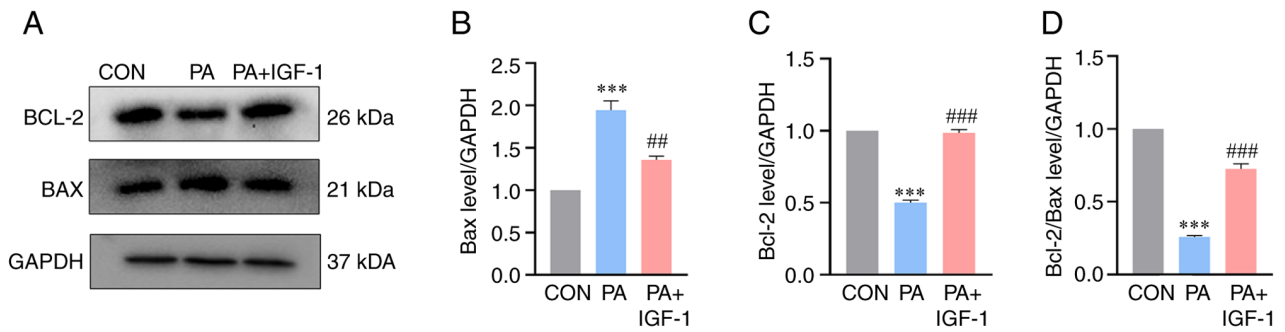 A
CON PA PA+IGF-1
BCL-2 26 kDa
BAX 21 kDa
GAPDH 37 kDA
B
Bax level/GAPDH
2.5
2.0
1.5
1.0
0.5
0.0
***
##
CON PA PA+
IGF-1
C
Bcl-2 level/GAPDH
1.5
1.0
0.5
0.0
***
###
CON PA PA+
IGF-1
D
Bcl-2/Bax level/GAPDH
1.5
1.0
0.5
0.0
***
###
CON PA PA+
IGF-1